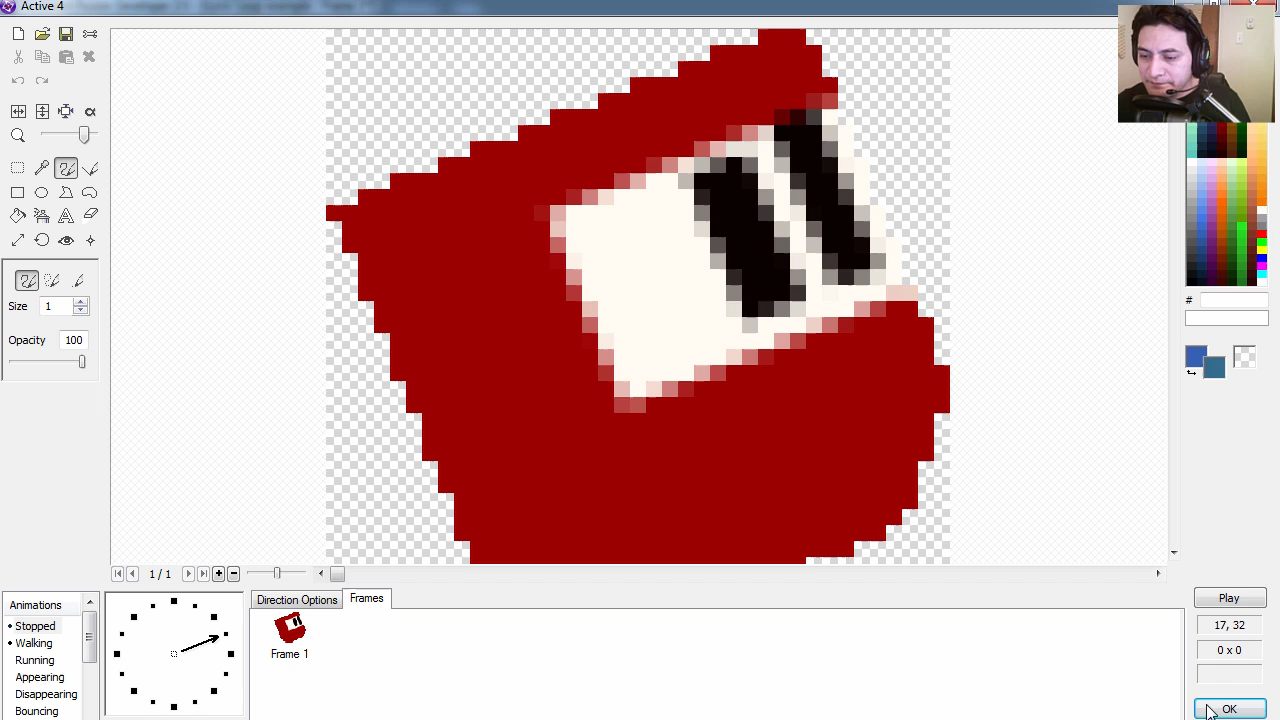 Active 4
Size
1
Opacity
100
#
1 / 1
Animations
Stopped
Walking
Running
Appearing
Disappearing
Bouncing
Direction Options
Frames
Frame 1
Play
17, 32
0 x 0
OK